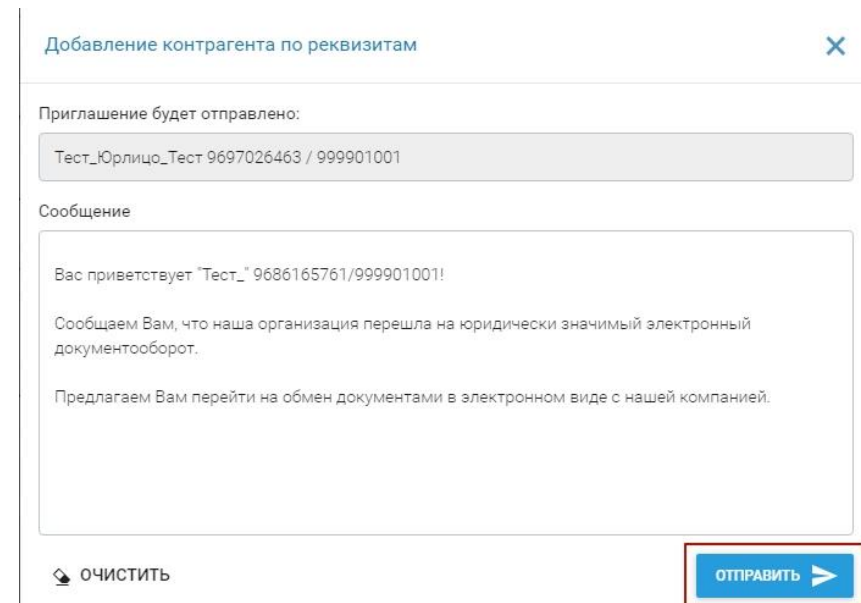 Добавление контрагента по реквизитам
Приглашение будет отправлено:
Тест_Юрлицо_Тест 9697026463 / 999901001
Сообщение
Вас приветствует "Тест_" 9686165761/999901001!
Сообщаем Вам, что наша организация перешла на юридически значимый электронный
документооборот.
Предлагаем Вам перейти на обмен документами в электронном виде с нашей компанией.
ОЧИСТИТЬ
ОТПРАВИТЬ